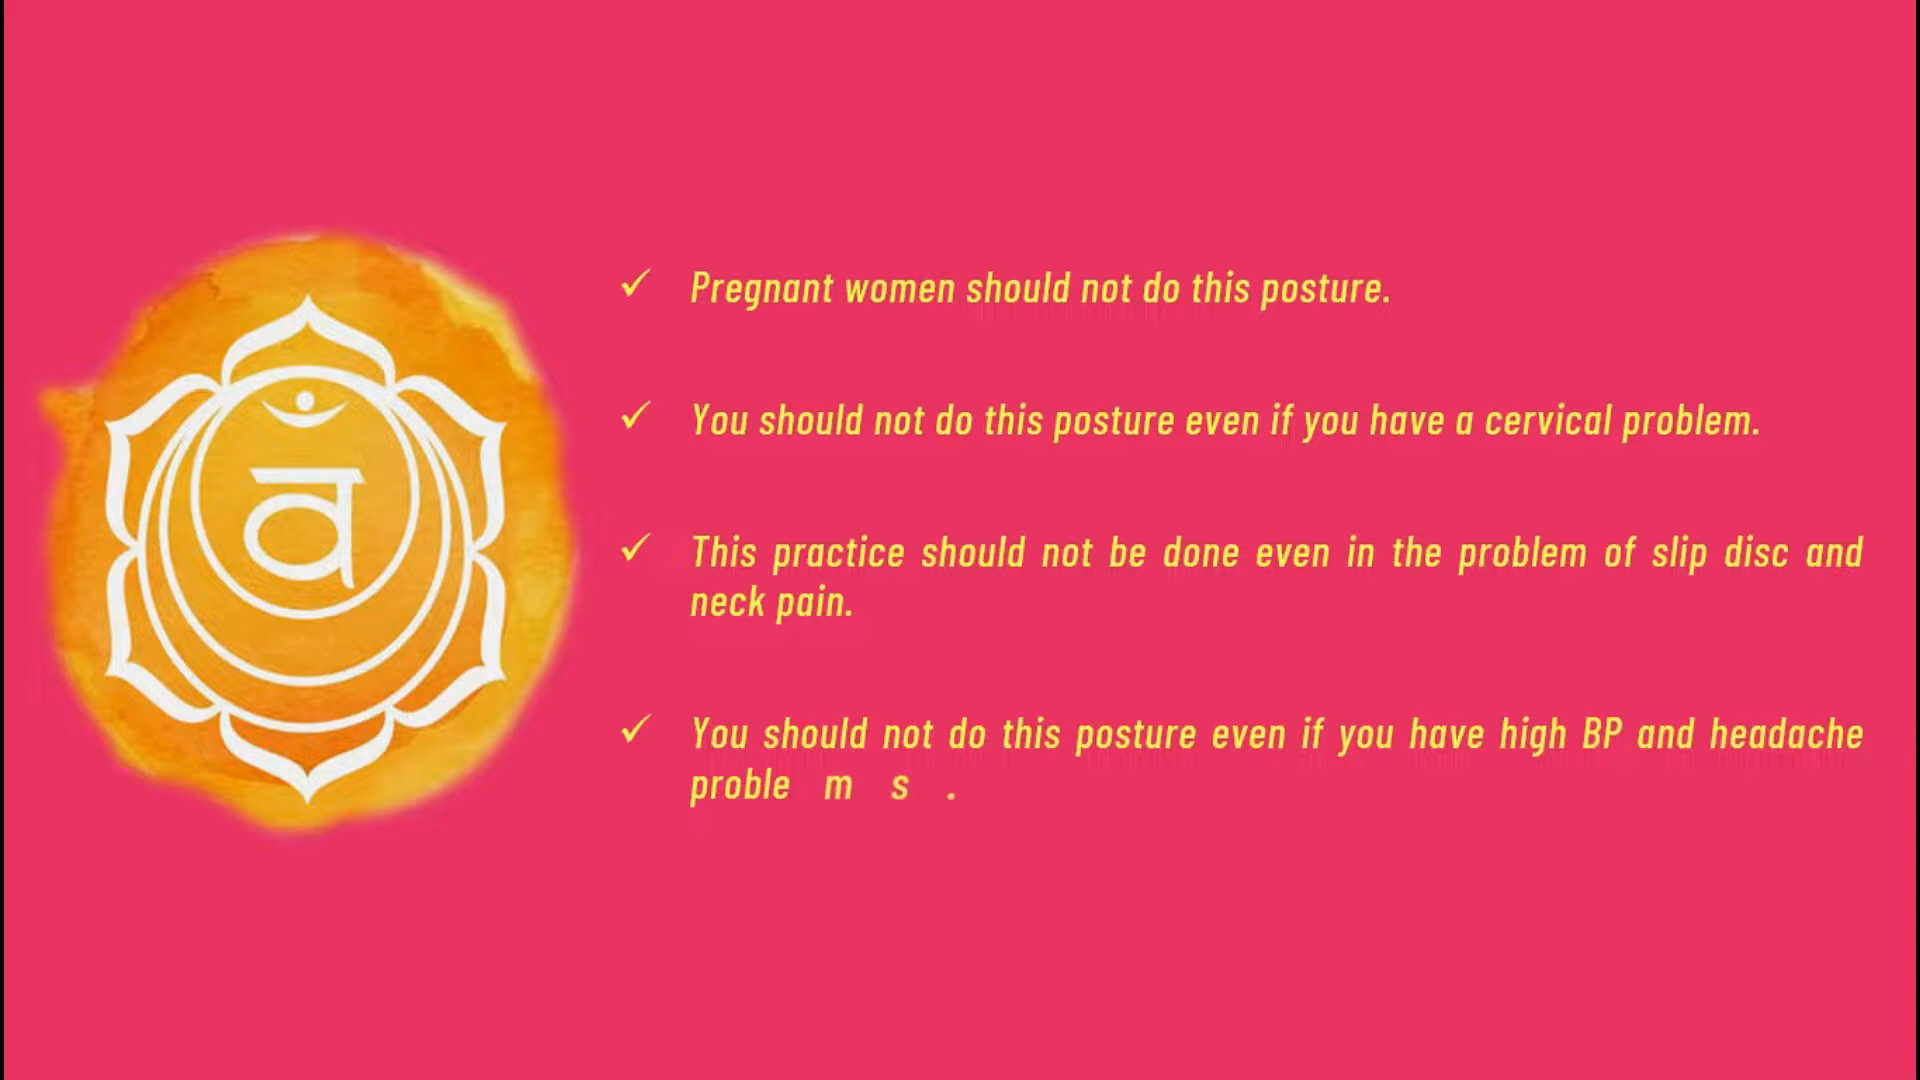 वं
✓ Pregnant women should not do this posture.
✓ You should not do this posture even if you have a cervical problem.
✓ This practice should not be done even in the problem of slip disc and
neck pain.
✓ You should not do this posture even if you have high BP and headache
proble m s .